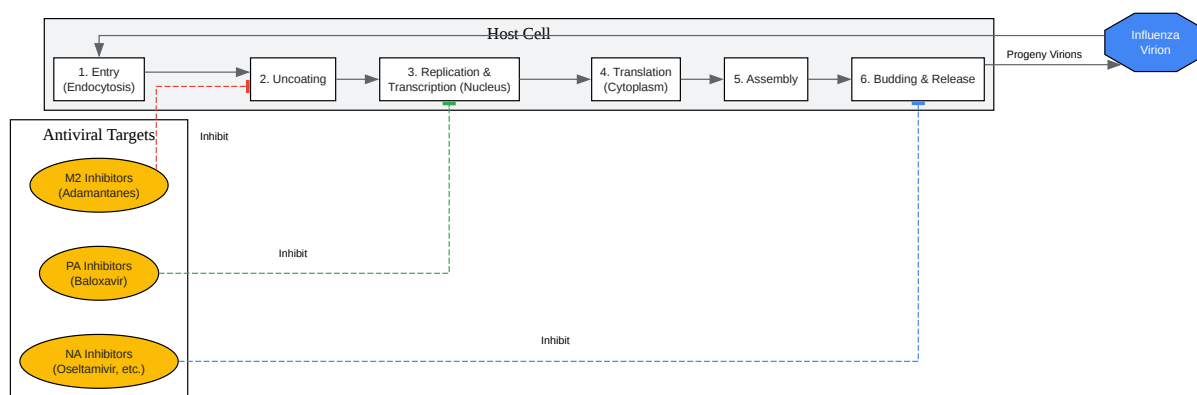 Host Cell
Influenza
Virion
Progeny Virions
1. Entry
(Endocytosis)
2. Uncoating
3. Replication &
Transcription (Nucleus)
4. Translation
(Cytoplasm)
5. Assembly
6. Budding & Release
Antiviral Targets
Inhibit
M2 Inhibitors
(Adamantanes)
Inhibit
PA Inhibitors
(Baloxavir)
Inhibit
NA Inhibitors
(Oseltamivir, etc.)